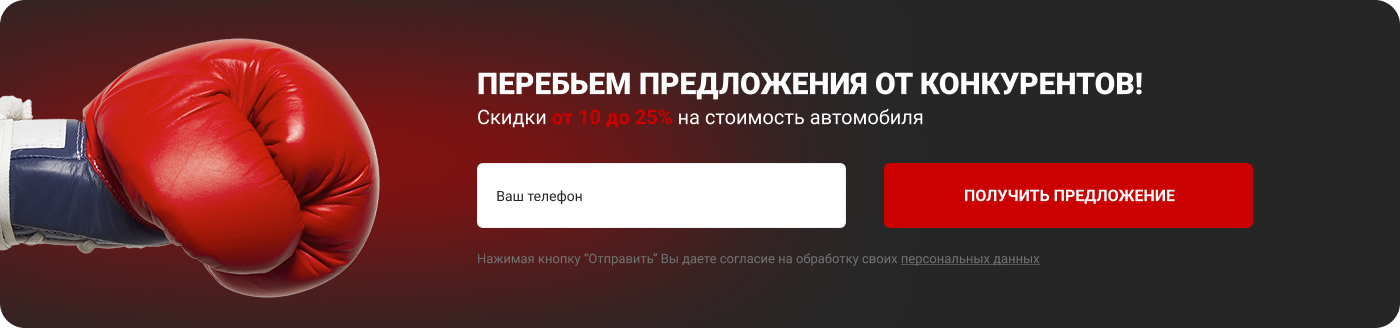 ПЕРЕБЬЕМ ПРЕДЛОЖЕНИЯ ОТ КОНКУРЕНТОВ!
Скидки от 10 до 25% на стоимость автомобиля
Ваш телефон
ПОЛУЧИТЬ ПРЕДЛОЖЕНИЕ
Нажимая кнопку “Отправить” Вы даете согласие на обработку своих персональных данных